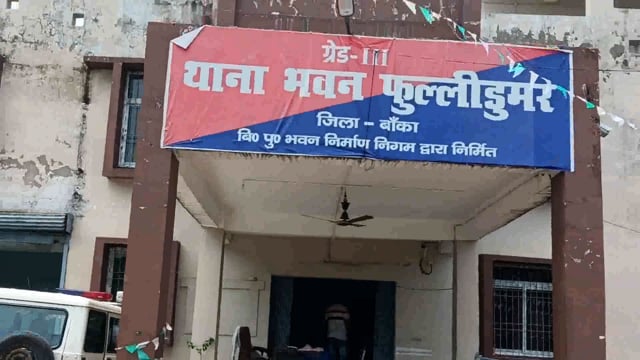 ग्रेड-III
थाना भवन फुल्लीडुमर
जिला – बाँका
बि० पु० भवन निर्माण निगम द्वारा निर्मित